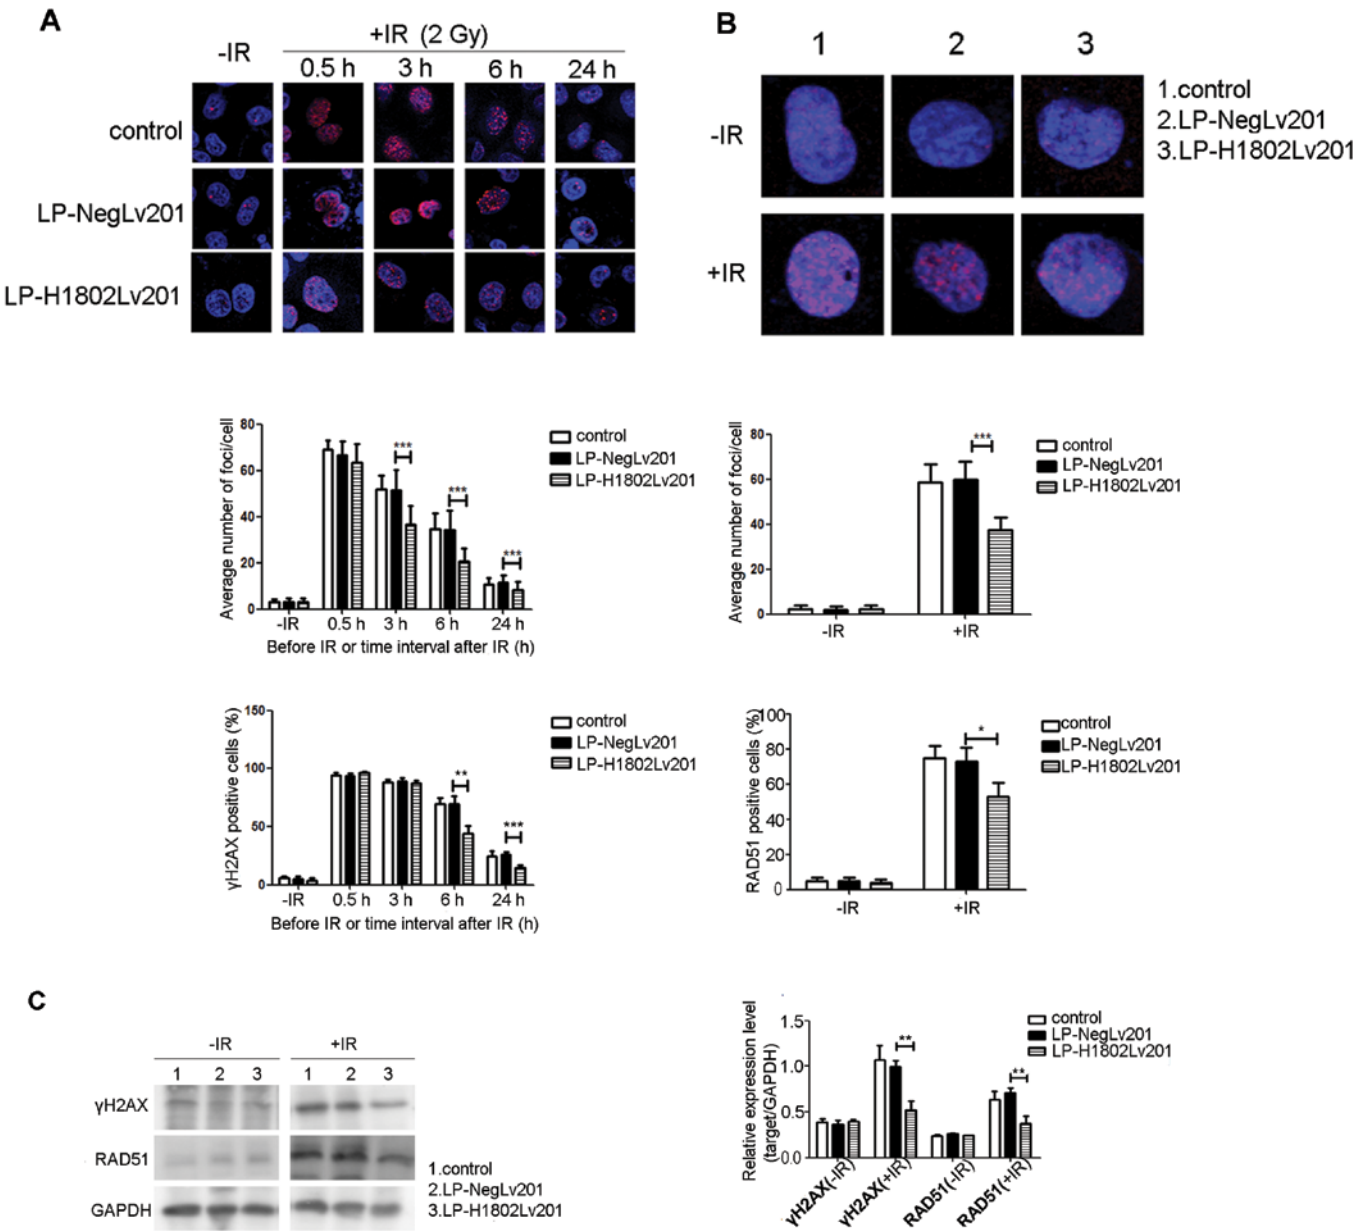 A
-IR
+IR (2 Gy)
0.5 h 3 h 6 h 24 h
control
LP-NegLv201
LP-H1802Lv201
B
1 2 3
-IR
+IR
1.control
2.LP-NegLv201
3.LP-H1802Lv201
Average number of foci/cell
80
60
40
20
0
*** *** ***
-IR 0.5 h 3 h 6 h 24 h
Before IR or time interval after IR (h)
control
LP-NegLv201
LP-H1802Lv201
Average number of foci/cell
80
60
40
20
0
***
-IR +IR
control
LP-NegLv201
LP-H1802Lv201
γH2AX positive cells (%)
150
100
50
0
** ***
-IR 0.5 h 3 h 6 h 24 h
Before IR or time interval after IR (h)
control
LP-NegLv201
LP-H1802Lv201
RAD51 positive cells (%)
100
80
60
40
20
0
*
-IR +IR
control
LP-NegLv201
LP-H1802Lv201
C
-IR +IR
1 2 3 1 2 3
γH2AX
RAD51
GAPDH
1.control
2.LP-NegLv201
3.LP-H1802Lv201
Relative expression level
(target/GAPDH)
1.5
1.0
0.5
0.0
** **
γH2AX(-IR) γH2AX(+IR) RAD51(-IR) RAD51(+IR)
control
LP-NegLv201
LP-H1802Lv201